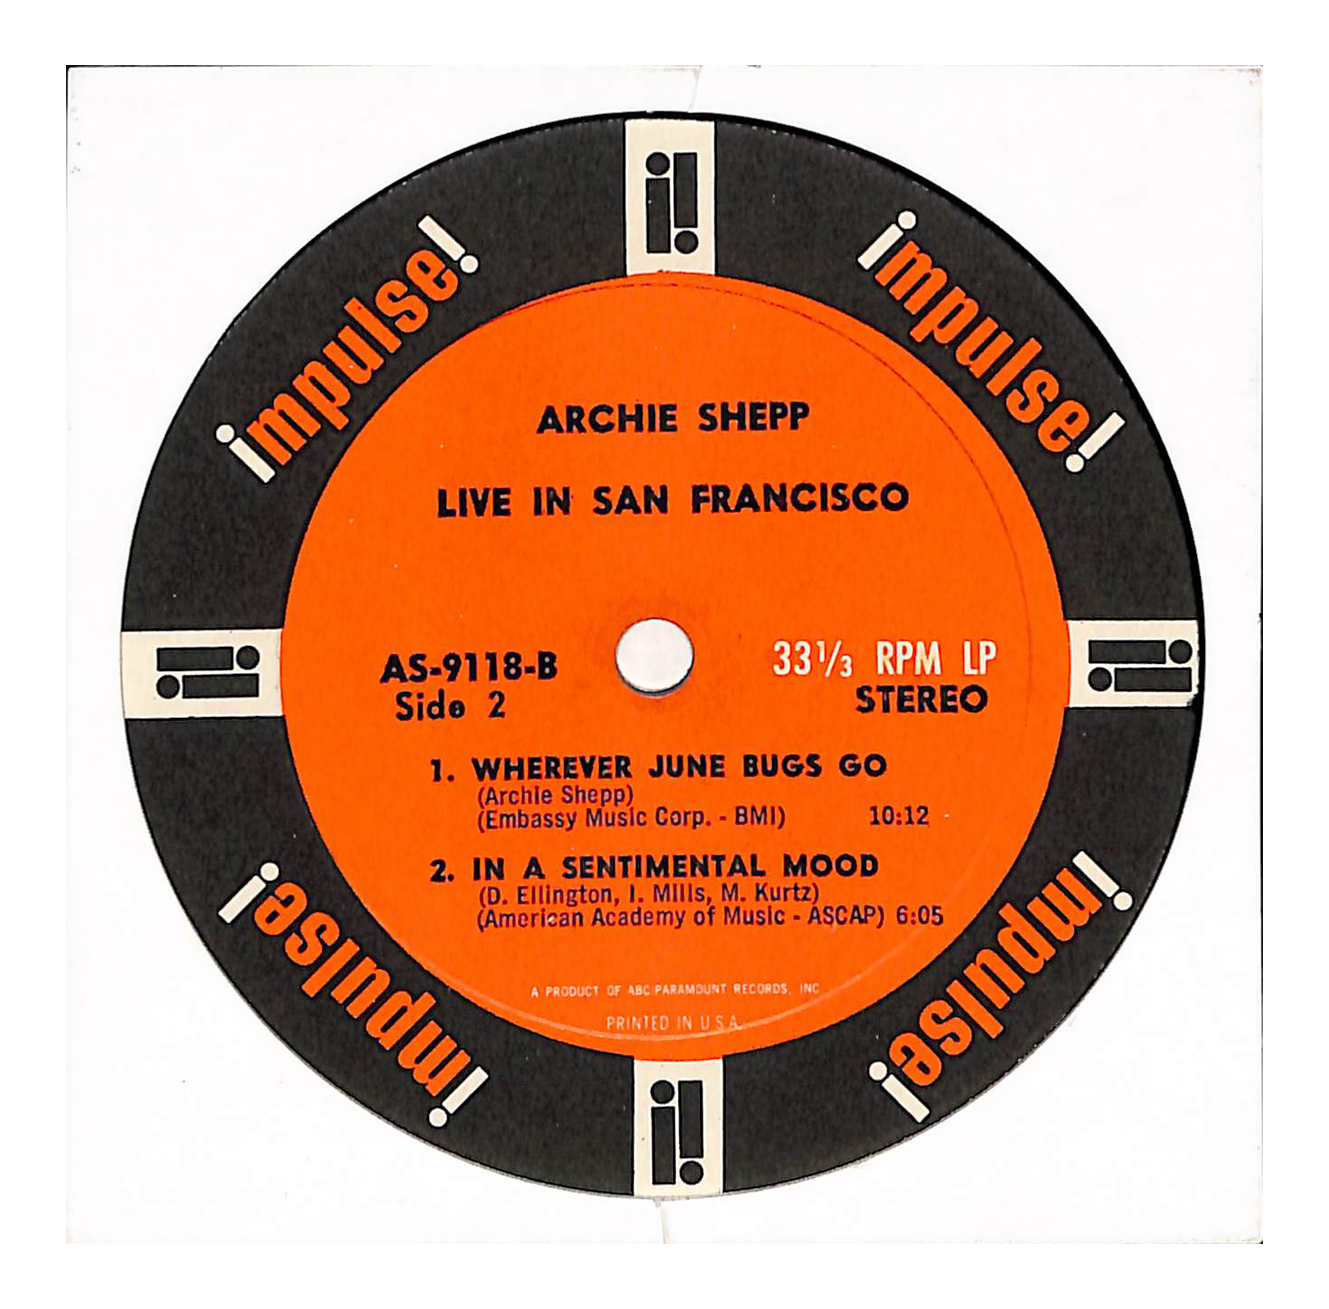 impulse!
impulse!
ARCHIE SHEPP
LIVE IN SAN FRANCISCO
AS-9118-B
Side 2
33 1/3 RPM LP
STEREO
1. WHEREVER JUNE BUGS GO
(Archie Shepp)
(Embassy Music Corp. - BMI) 10:12
2. IN A SENTIMENTAL MOOD
(D. Ellington, I. Mills, M. Kurtz)
(American Academy of Music - ASCAP) 6:05
A PRODUCT OF ABC-PARAMOUNT RECORDS, INC
PRINTED IN U.S.A.
impulse!
impulse!